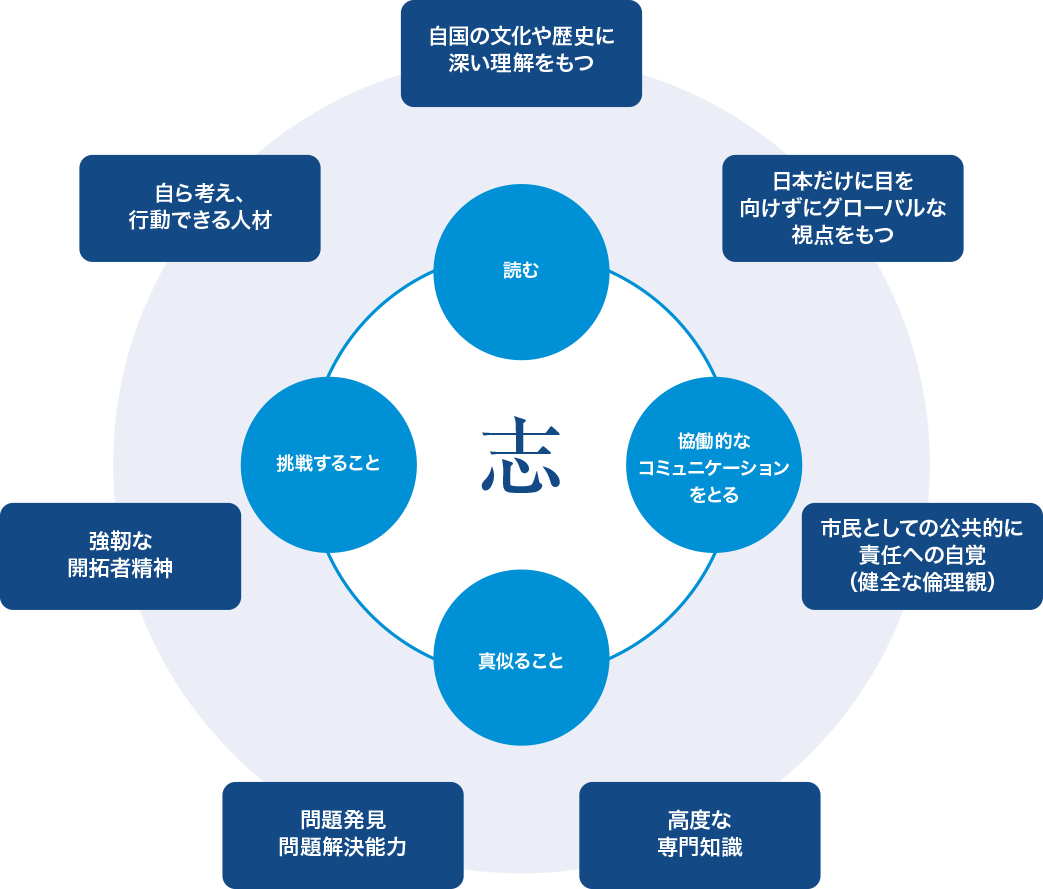 自国の文化や歴史に
深い理解をもつ
自ら考え、
行動できる人材
日本だけに目を
向けずにグローバルな
視点をもつ
読む
挑戦すること
志
協働的な
コミュニケーション
をとる
強靭な
開拓者精神
市民としての公共的に
責任への自覚
（健全な倫理観）
真似ること
問題発見
問題解決能力
高度な
専門知識